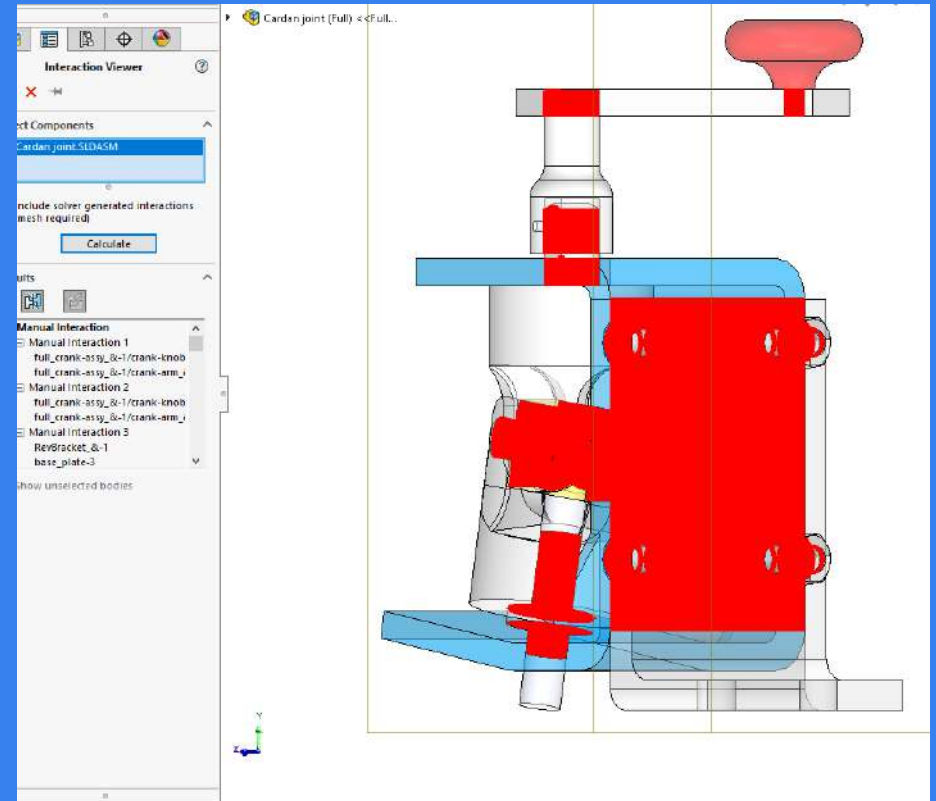 Cardan joint (Full) <<Full...
Interaction Viewer
ect Components
Cardan joint.SLDASM
nclude solver generated interactions
mesh required)
Calculate
ults
Manual Interaction
Manual Interaction 1
full_crank-assy_&-1/crank-knob
full_crank-assy_&-1/crank-arm_
Manual Interaction 2
full_crank-assy_&-1/crank-knob
full_crank-assy_&-1/crank-arm_
Manual Interaction 3
RevBracket_&-1
base_plate-3
Show unselected bodies
Y
Z